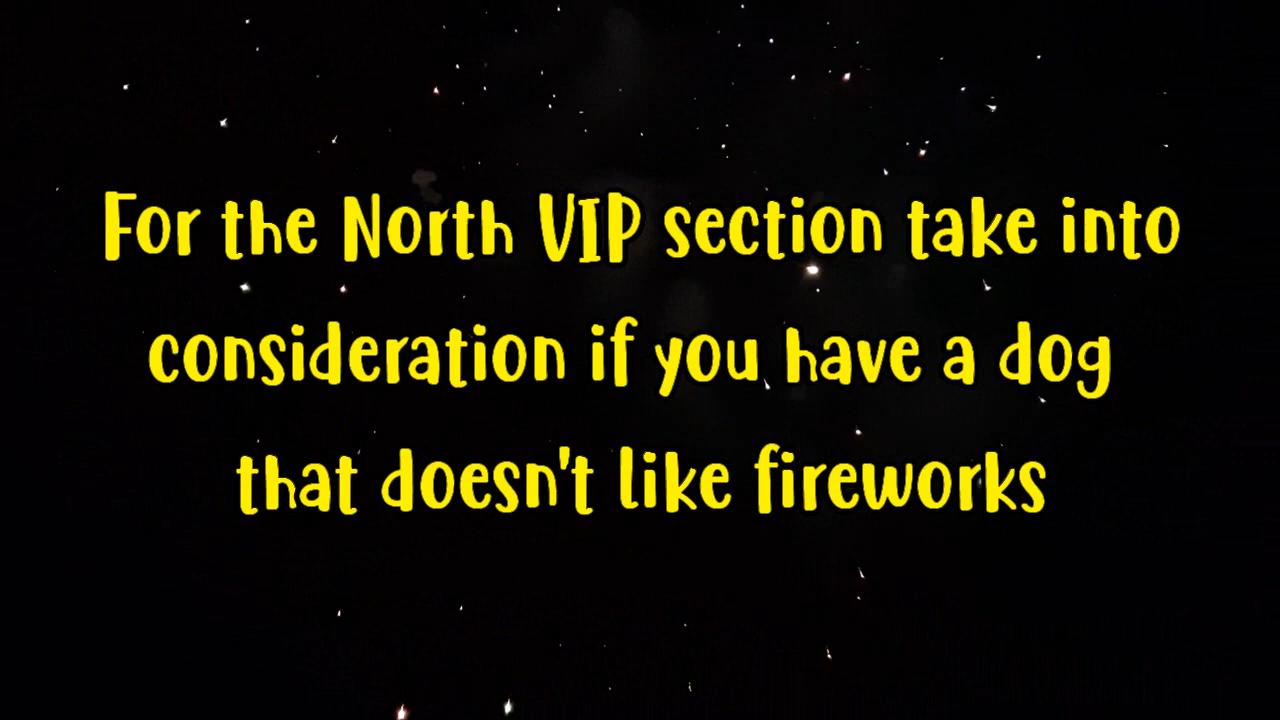 For the North VIP section take into
consideration if you have a dog
that doesn't like fireworks